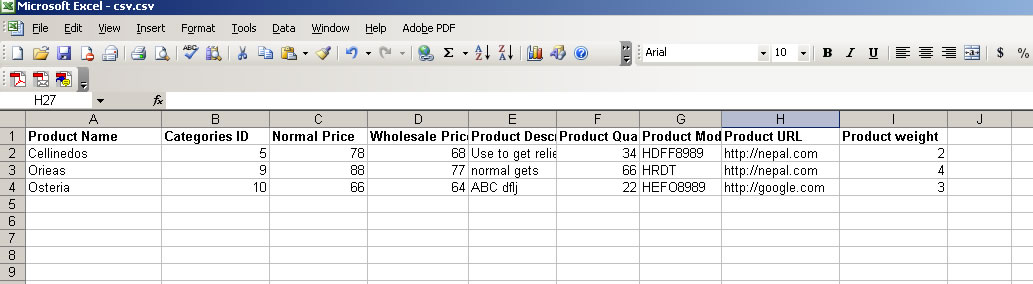 Microsoft Excel - csv.csv
File Edit View Insert Format Tools Data Window Help Adobe PDF
ABC Σ A Z Z A Arial 10 B I U $ %
H27 fx
A B C D E F G H I J
1 Product Name Categories ID Normal Price Wholesale Pric Product Descr Product Qua Product Mod Product URL Product weight
2 Cellinedos 5 78 68 Use to get relie 34 HDFF8989 http://nepal.com 2
3 Orieas 9 88 77 normal gets 66 HRDT http://nepal.com 4
4 Osteria 10 66 64 ABC dflj 22 HEFO8989 http://google.com 3
5
6
7
8
9